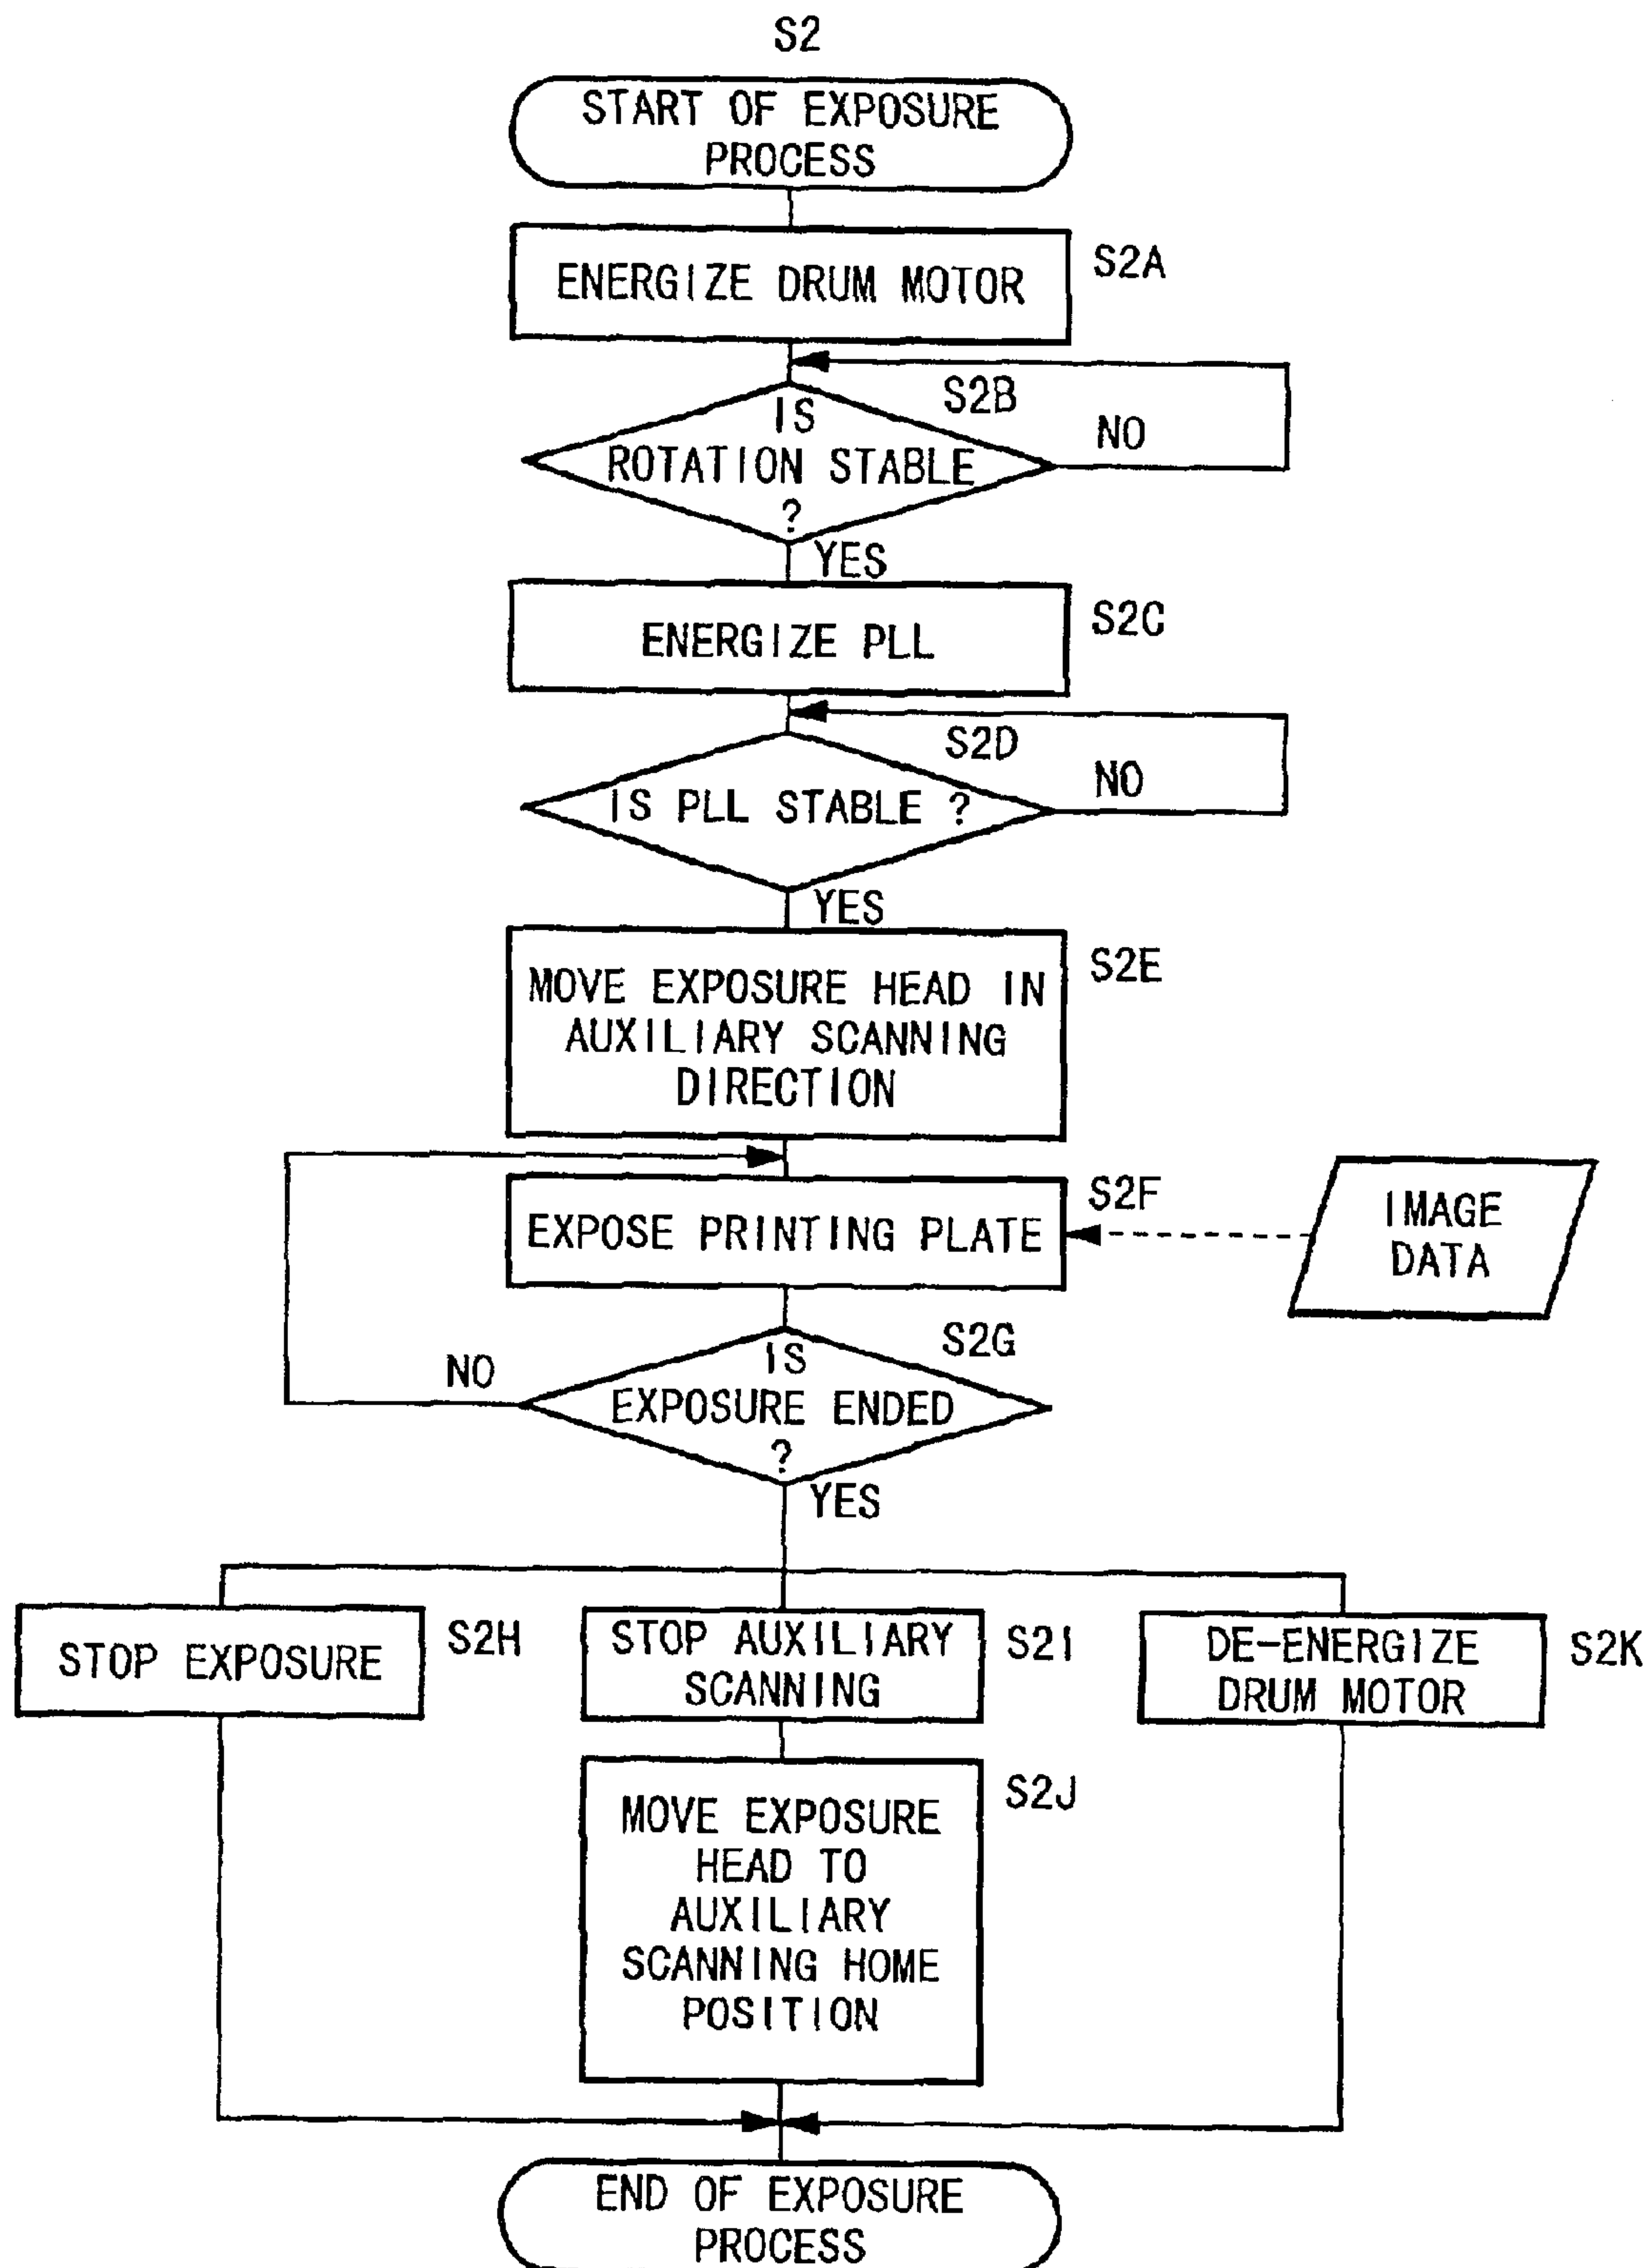 S2
START OF EXPOSURE
PROCESS
ENERGIZE DRUM MOTOR
S2A
S2B
IS
ROTATION STABLE
?
NO
YES
ENERGIZE PLL
S2C
S2D
IS PLL STABLE ?
NO
YES
MOVE EXPOSURE HEAD IN
AUXILIARY SCANNING
DIRECTION
S2E
EXPOSE PRINTING PLATE
S2F
IMAGE
DATA
S2G
IS
EXPOSURE ENDED
?
NO
YES
STOP EXPOSURE
S2H
STOP AUXILIARY
SCANNING
S2I
DE-ENERGIZE
DRUM MOTOR
S2K
MOVE EXPOSURE
HEAD TO
AUXILIARY
SCANNING HOME
POSITION
S2J
END OF EXPOSURE
PROCESS